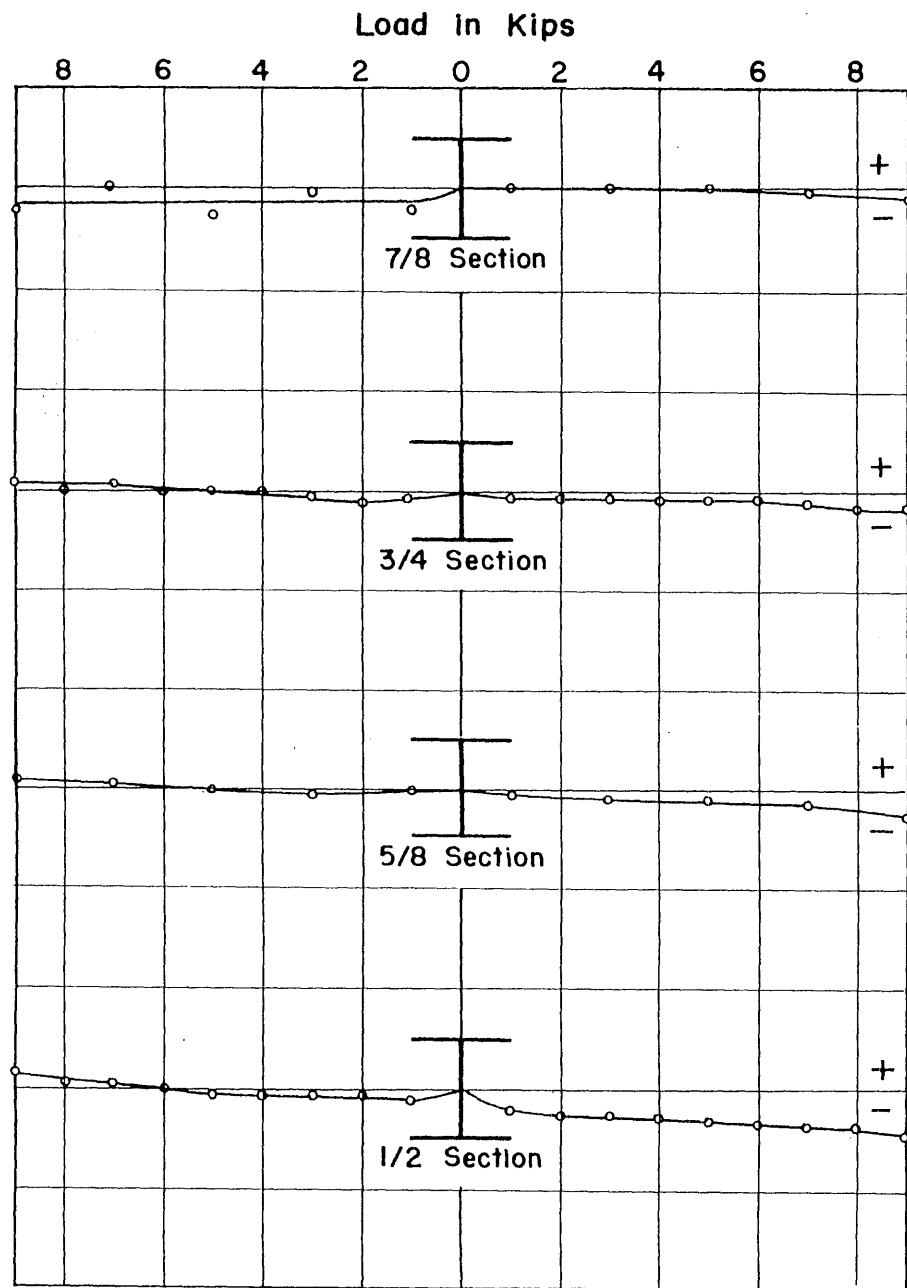 Load in Kips
8 6 4 2 0 2 4 6 8
+
−
7/8 Section
+
−
3/4 Section
+
−
5/8 Section
+
−
1/2 Section